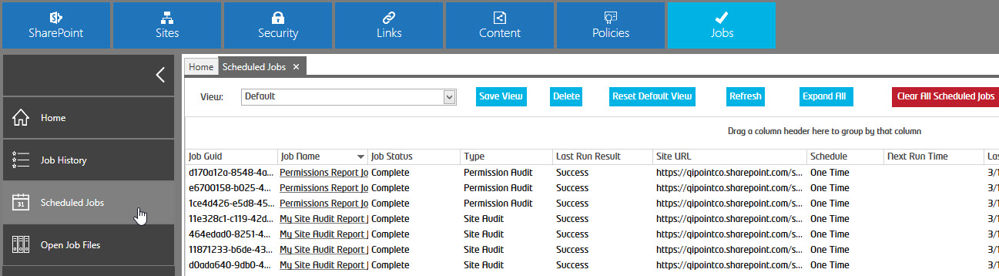 SharePoint Sites Security Links Content Policies Jobs
Home Scheduled Jobs ✕
View: Default Save View Delete Reset Default View Refresh Expand All Clear All Scheduled Jobs
Home
Job History
31 Scheduled Jobs
Open Job Files
Drag a column header here to group by that column
Job Guid Job Name Job Status Type Last Run Result Site URL Schedule Next Run Time Las
d170a12a-8548-4a... Permissions Report Jo Complete Permission Audit Success https://qipointco.sharepoint.com/s... One Time 3/1
e6700158-b025-4... Permissions Report Jo Complete Permission Audit Success https://qipointco.sharepoint.com/s... One Time 3/1
1ce4d426-e5d8-45... Permissions Report Jo Complete Permission Audit Success https://qipointco.sharepoint.com/s... One Time 3/1
11e328c1-c119-42d... My Site Audit Report J Complete Site Audit Success https://qipointco.sharepoint.com/s... One Time 3/1
464edad0-8251-4... My Site Audit Report J Complete Site Audit Success https://qipointco.sharepoint.com/s... One Time 3/1
11871233-b6de-43... My Site Audit Report J Complete Site Audit Success https://qipointco.sharepoint.com/s... One Time 3/1
d0ada640-9db0-4... My Site Audit Report J Complete Site Audit Success https://qipointco.sharepoint.com/s... One Time 3/1